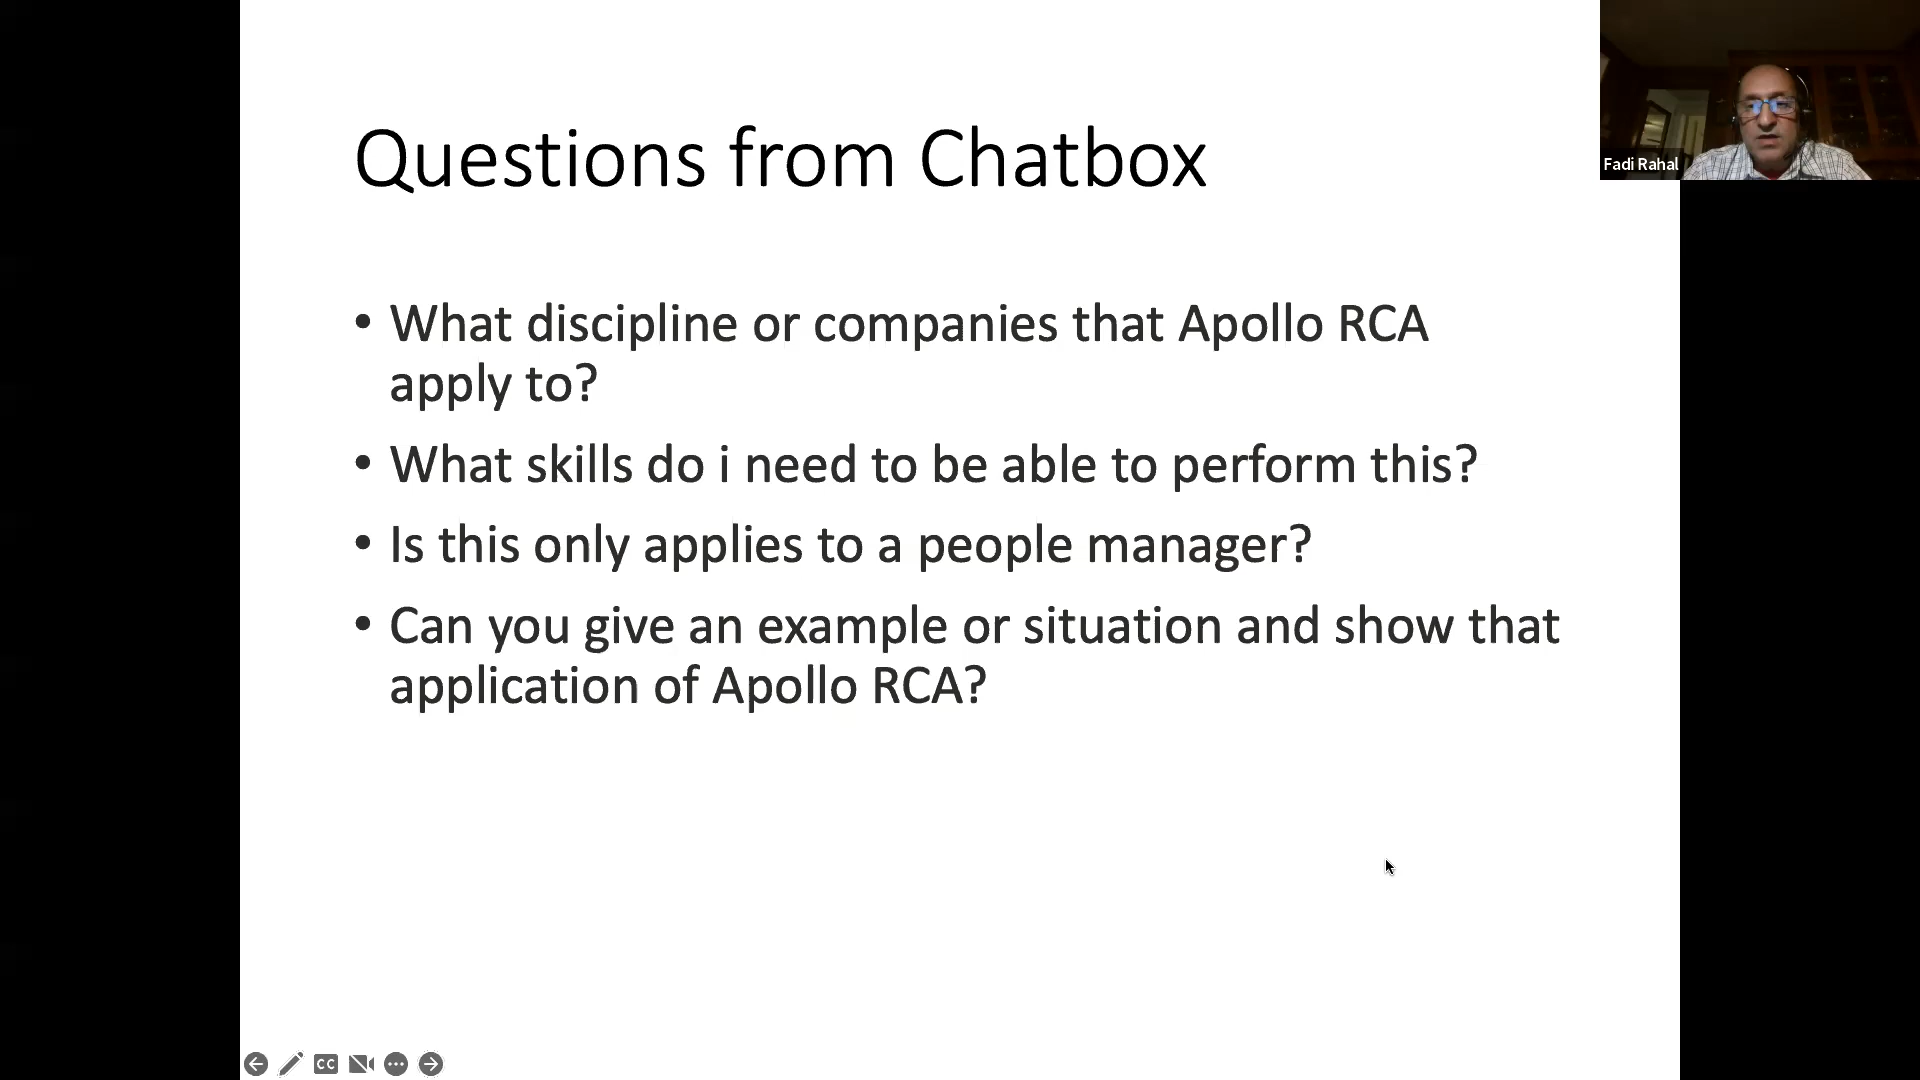 Questions from Chatbox
Fadi Rahal
• What discipline or companies that Apollo RCA
apply to?
• What skills do i need to be able to perform this?
• Is this only applies to a people manager?
• Can you give an example or situation and show that
application of Apollo RCA?
CC